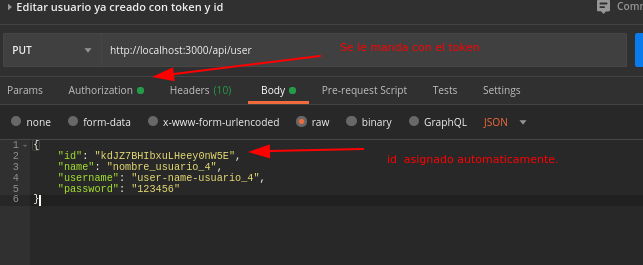 Editar usuario ya creado con token y id
PUT
http://localhost:3000/api/user
Se le manda con el token
Params
Authorization
Headers (10)
Body
Pre-request Script
Tests
Settings
none
form-data
x-www-form-urlencoded
raw
binary
GraphQL
JSON
1 {
2 "id": "kdJZ7BHIbxuLHeey0nW5E",
3 "name": "nombre_usuario_4",
4 "username": "user-name-usuario_4",
5 "password": "123456"
6 }
id asignado automaticamente.